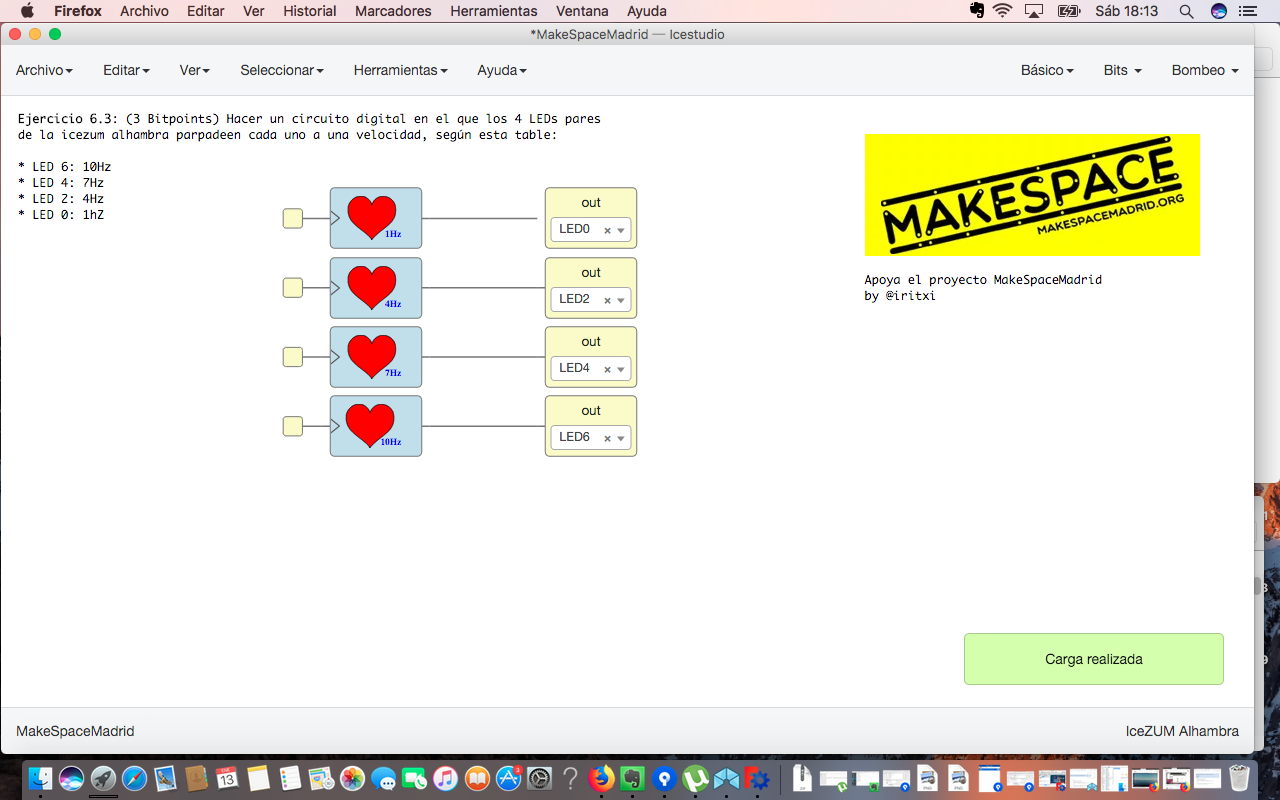 Firefox Archivo Editar Ver Historial Marcadores Herramientas Ventana Ayuda Sáb 18:13
*MakeSpaceMadrid — Icestudio
Archivo Editar Ver Seleccionar Herramientas Ayuda Básico Bits Bombeo
Ejercicio 6.3: (3 Bitpoints) Hacer un circuito digital en el que los 4 LEDs pares
de la icezum alhambra parpadeen cada uno a una velocidad, según esta table:
* LED 6: 10Hz
* LED 4: 7Hz
* LED 2: 4Hz
* LED 0: 1hZ
1Hz
out
LED0
4Hz
out
LED2
7Hz
out
LED4
10Hz
out
LED6
MAKESPACE
MAKESPACEMADRID.ORG
Apoya el proyecto MakeSpaceMadrid
by @iritxi
Carga realizada
MakeSpaceMadrid IceZUM Alhambra
13